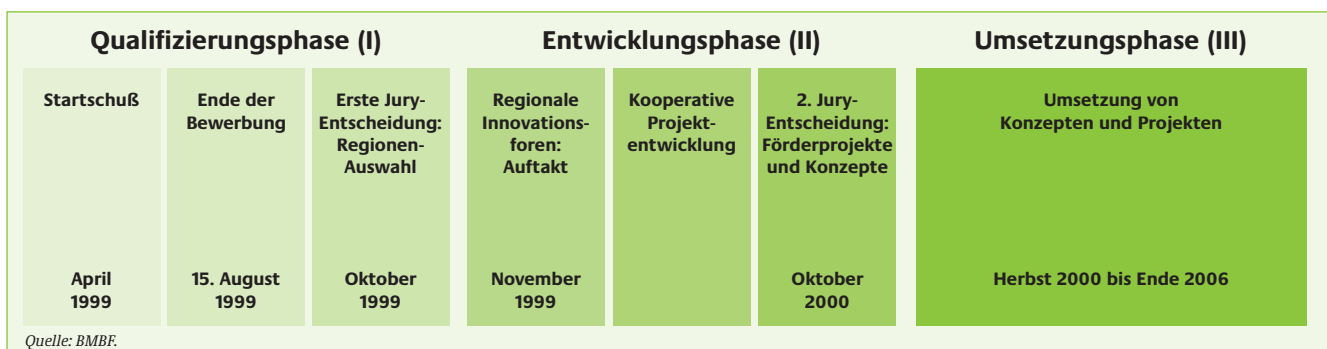 Qualifizierungsphase (I)
Startschuß
April
1999
Ende der
Bewerbung
15. August
1999
Erste Jury-
Entscheidung:
Regionen-
Auswahl
Oktober
1999
Entwicklungsphase (II)
Regionale
Innovations-
foren:
Auftakt
November
1999
Kooperative
Projekt-
entwicklung
2. Jury-
Entscheidung:
Förderprojekte
und Konzepte
Oktober
2000
Umsetzungsphase (III)
Umsetzung von
Konzepten und Projekten
Herbst 2000 bis Ende 2006
Quelle: BMBF.